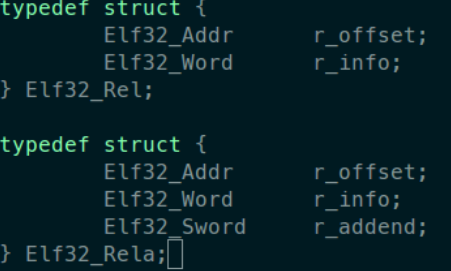 typedef struct {
        Elf32_Addr      r_offset;
        Elf32_Word      r_info;
} Elf32_Rel;

typedef struct {
        Elf32_Addr      r_offset;
        Elf32_Word      r_info;
        Elf32_Sword     r_addend;
} Elf32_Rela;